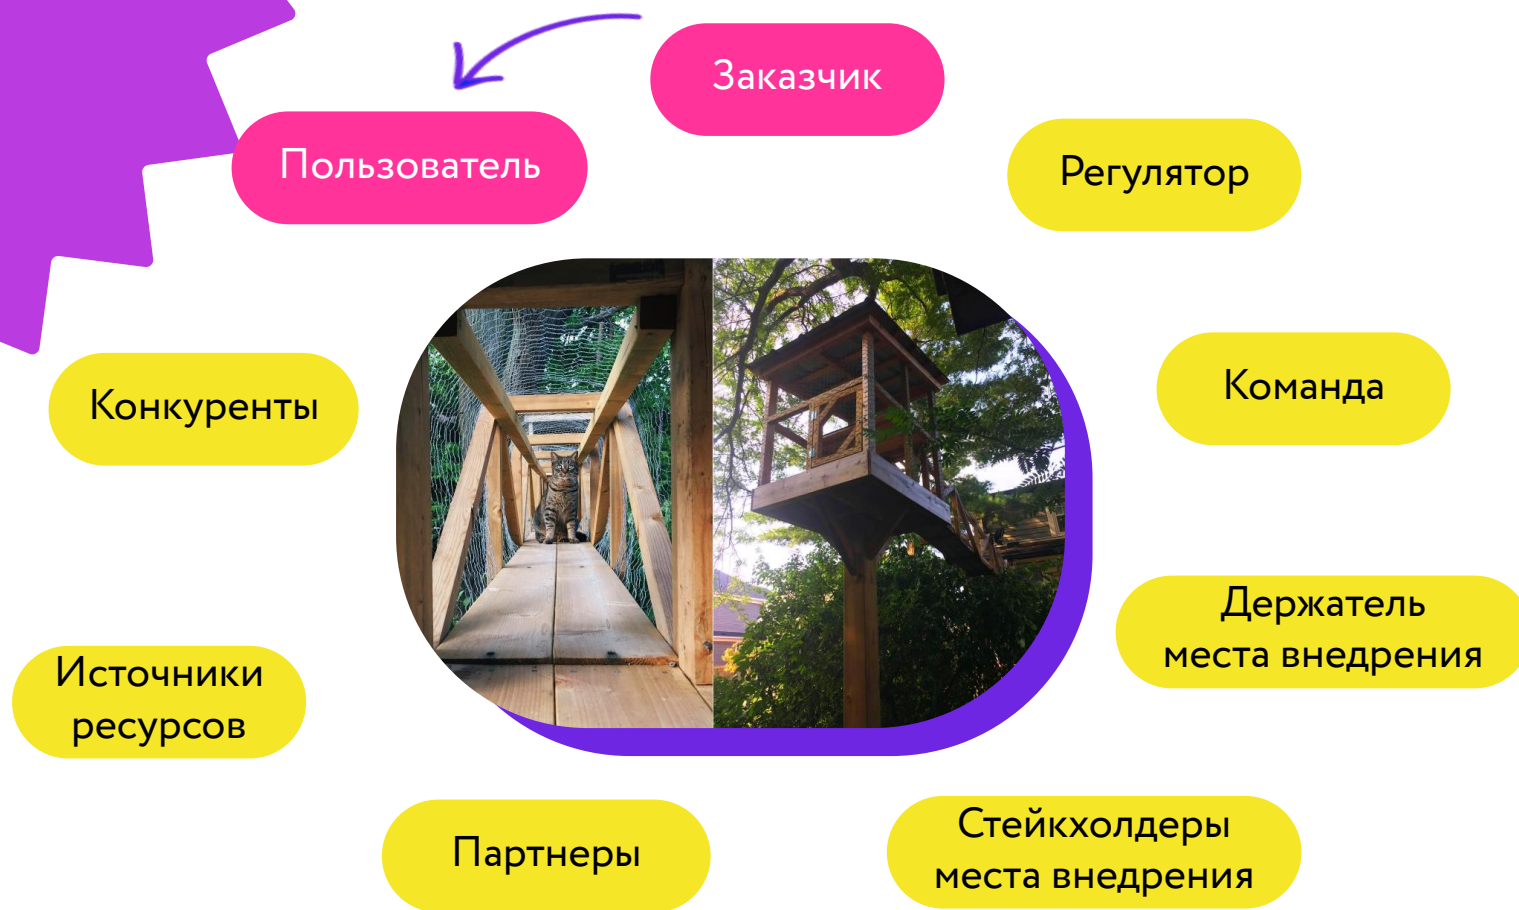 Заказчик
Пользователь
Регулятор
Конкуренты
Команда
Держатель
места внедрения
Источники
ресурсов
Партнеры
Стейкхолдеры
места внедрения